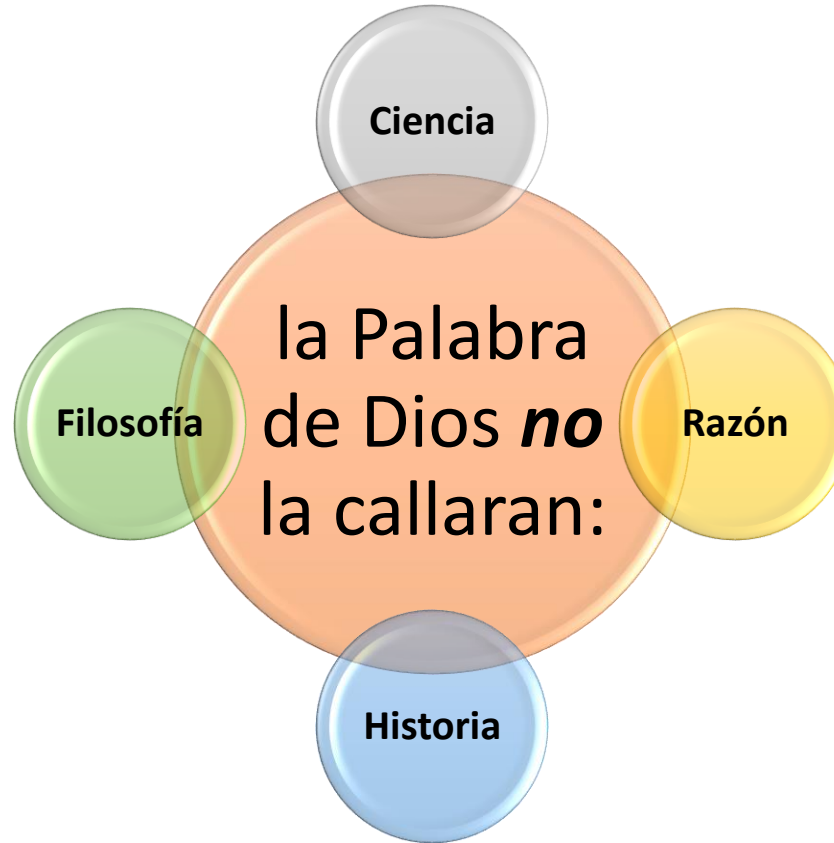 Ciencia
la Palabra
de Dios no
la callaran:
Filosofía
Razón
Historia